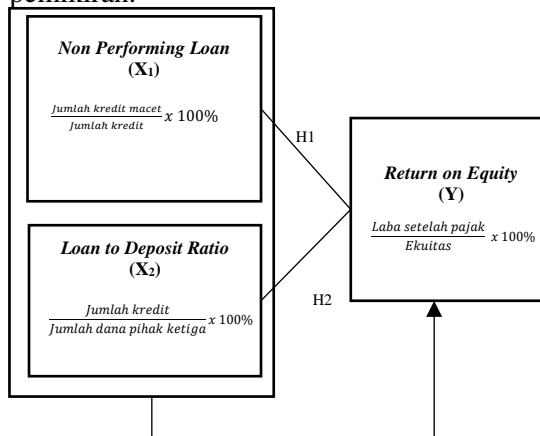 Non Performing Loan
(X₁)
Jumlah kredit macet
Jumlah kredit
x 100%
H1
Return on Equity
(Y)
Laba setelah pajak
Ekuitas
x 100%
Loan to Deposit Ratio
(X₂)
Jumlah kredit
Jumlah dana pihak ketiga
x 100%
H2